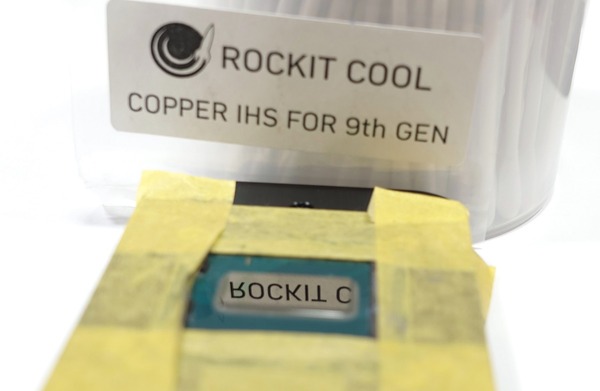 ROCKIT COOL
COPPER IHS FOR 9th GEN
ROCKIT C